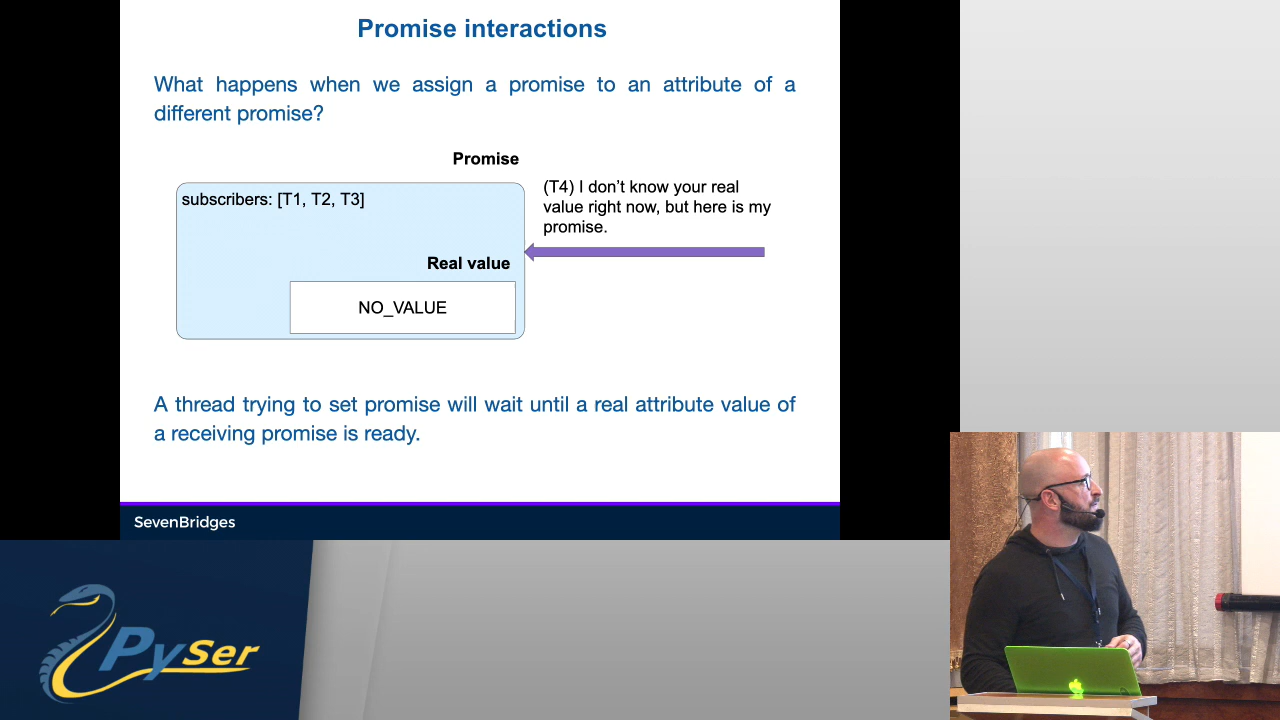 Promise interactions
What happens when we assign a promise to an attribute of a
different promise?
Promise
subscribers: [T1, T2, T3]
(T4) I don’t know your real
value right now, but here is my
promise.
Real value
NO_VALUE
A thread trying to set promise will wait until a real attribute value of
a receiving promise is ready.
SevenBridges
PySer